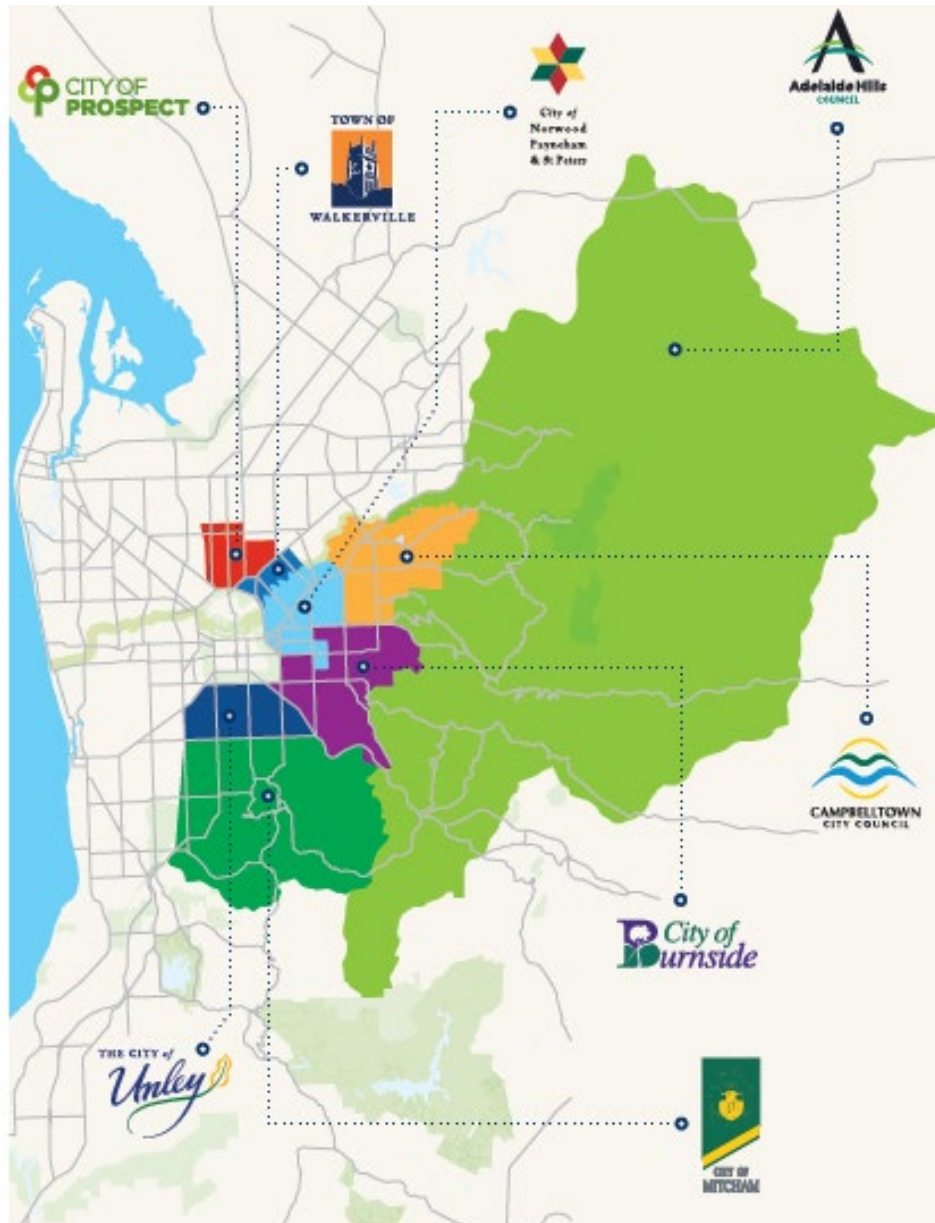 CITY OF
PROSPECT
TOWN OF
WALKERVILLE
City of
Norwood
Payneham
& St Peters
Adelaide Hills
COUNCIL
CAMPBELLTOWN
CITY COUNCIL
City of
Burnside
THE CITY of
Unley
CITY OF
MITCHAM